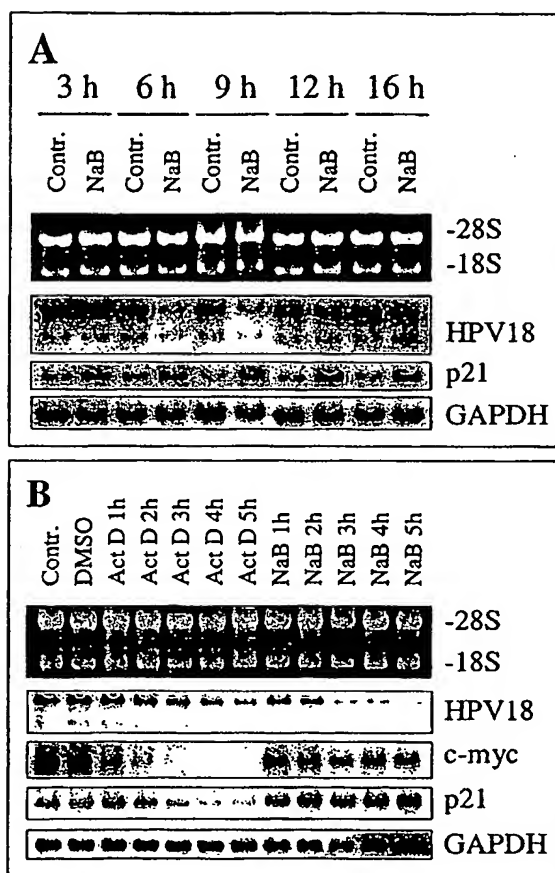 A
3 h 6 h 9 h 12 h 16 h
Contr. NaB Contr. NaB Contr. NaB Contr. NaB Contr. NaB
-28S
-18S
HPV18
p21
GAPDH
B
Contr. DMSO Act D 1h Act D 2h Act D 3h Act D 4h Act D 5h NaB 1h NaB 2h NaB 3h NaB 4h NaB 5h
-28S
-18S
HPV18
c-myc
p21
GAPDH